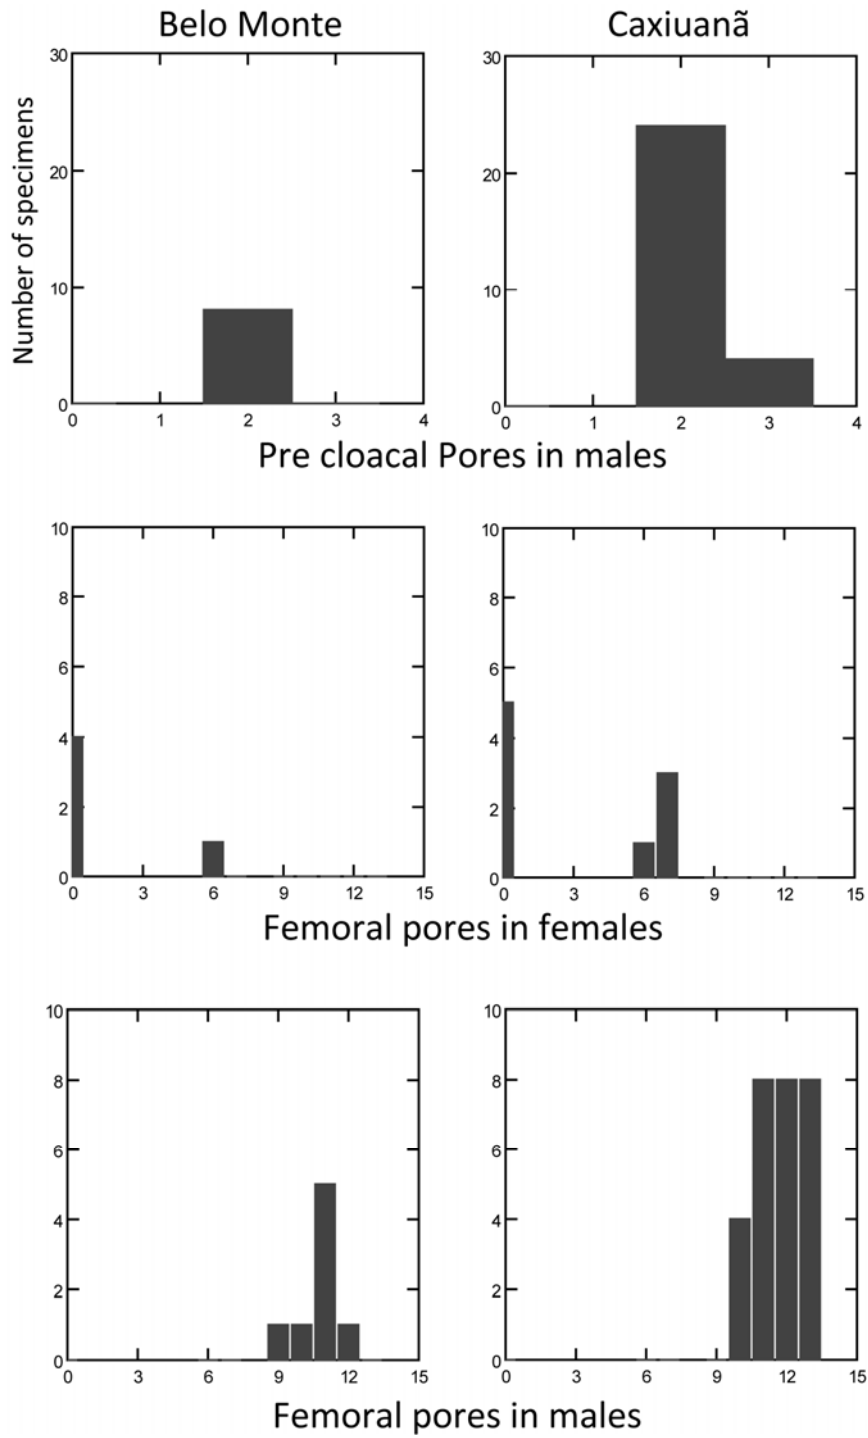 Belo Monte Caxiuanã
Number of specimens
30 30
20 20
10 10
0 0
0 1 2 3 4 0 1 2 3 4
Pre cloacal Pores in males
10 10
8 8
6 6
4 4
2 2
0 0
0 3 6 9 12 15 0 3 6 9 12 15
Femoral pores in females
10 10
8 8
6 6
4 4
2 2
0 0
0 3 6 9 12 15 0 3 6 9 12 15
Femoral pores in males